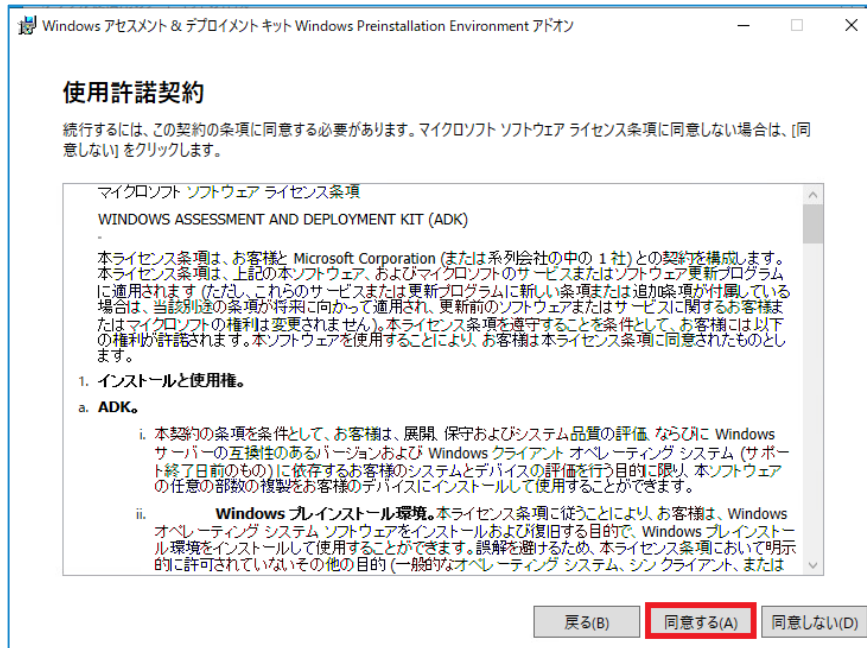 Windows アセスメント & デプロイメント キット Windows Preinstallation Environment アドオン
使用許諾契約
続行するには、この契約の条項に同意する必要があります。マイクロソフト ソフトウェア ライセンス条項に同意しない場合は、[同
意しない] をクリックします。
マイクロソフト ソフトウェア ライセンス条項
WINDOWS ASSESSMENT AND DEPLOYMENT KIT (ADK)
本ライセンス条項は、お客様と Microsoft Corporation (または系列会社の中の 1 社) との契約を構成します。
本ライセンス条項は、上記の本ソフトウェア、およびマイクロソフトのサービスまたはソフトウェア更新プログラム
に適用されます (ただし、これらのサービスまたは更新プログラムに新しい条項または追加条項が付属している
場合は、当該別途の条項が将来に向かって適用され、更新前のソフトウェアまたはサービスに関するお客様ま
たはマイクロソフトの権利は変更されません)。本ライセンス条項を遵守することを条件として、お客様には以下
の権利が許諾されます。本ソフトウェアを使用することにより、お客様は本ライセンス条項に同意されたものとし
ます。
1. インストールと使用権。
a. ADK。
i. 本契約の条項を条件として、お客様は、展開、保守およびシステム品質の評価、ならびに Windows
サーバーの互換性のあるバージョンおよび Windows クライアント オペレーティング システム (サポー
ト終了日前のもの) に依存するお客様のシステムとデバイスの評価を行う目的に限り、本ソフトウェア
の任意の部数の複製をお客様のデバイスにインストールして使用することができます。
ii. Windows プレインストール環境。本ライセンス条項に従うことにより、お客様は、Windows
オペレーティング システム ソフトウェアをインストールおよび復旧する目的で、Windows プレインストー
ル環境をインストールして使用することができます。誤解を避けるため、本ライセンス条項において明示
的に許可されていないその他の目的 (一般的なオペレーティング システム、シン クライアント、または
戻る(B) 同意する(A) 同意しない(D)